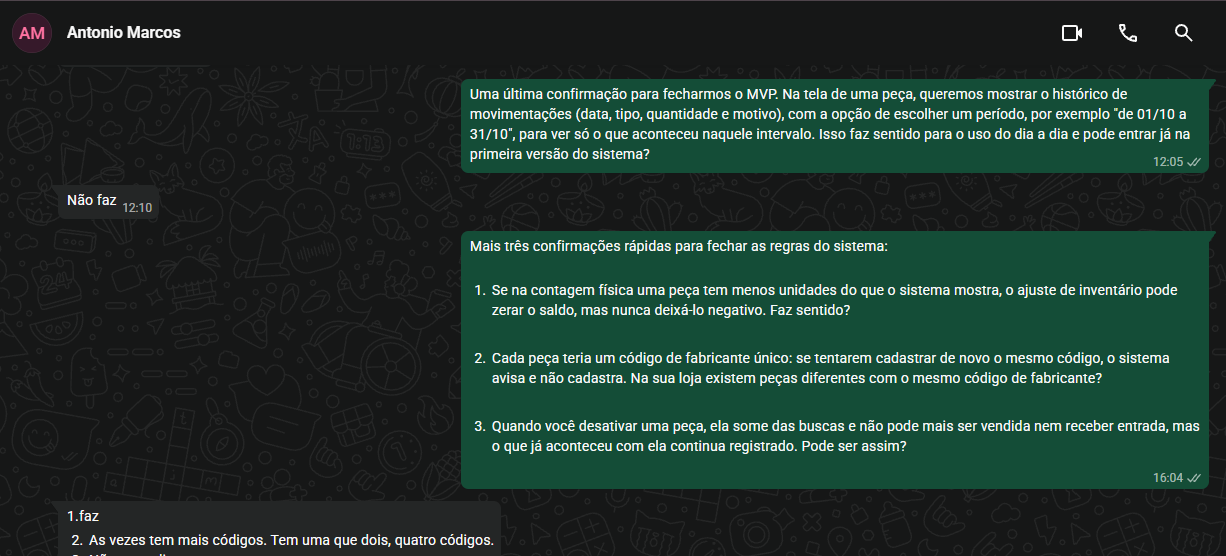 AM Antonio Marcos
Uma última confirmação para fecharmos o MVP. Na tela de uma peça, queremos mostrar o histórico de
movimentações (data, tipo, quantidade e motivo), com a opção de escolher um período, por exemplo "de 01/10 a
31/10", para ver só o que aconteceu naquele intervalo. Isso faz sentido para o uso do dia a dia e pode entrar já na
primeira versão do sistema?
12:05
Não faz 12:10
Mais três confirmações rápidas para fechar as regras do sistema:
1. Se na contagem física uma peça tem menos unidades do que o sistema mostra, o ajuste de inventário pode
zerar o saldo, mas nunca deixá-lo negativo. Faz sentido?
2. Cada peça teria um código de fabricante único: se tentarem cadastrar de novo o mesmo código, o sistema
avisa e não cadastra. Na sua loja existem peças diferentes com o mesmo código de fabricante?
3. Quando você desativar uma peça, ela some das buscas e não pode mais ser vendida nem receber entrada, mas
o que já aconteceu com ela continua registrado. Pode ser assim?
16:04
1.faz
2. As vezes tem mais códigos. Tem uma que dois, quatro códigos.